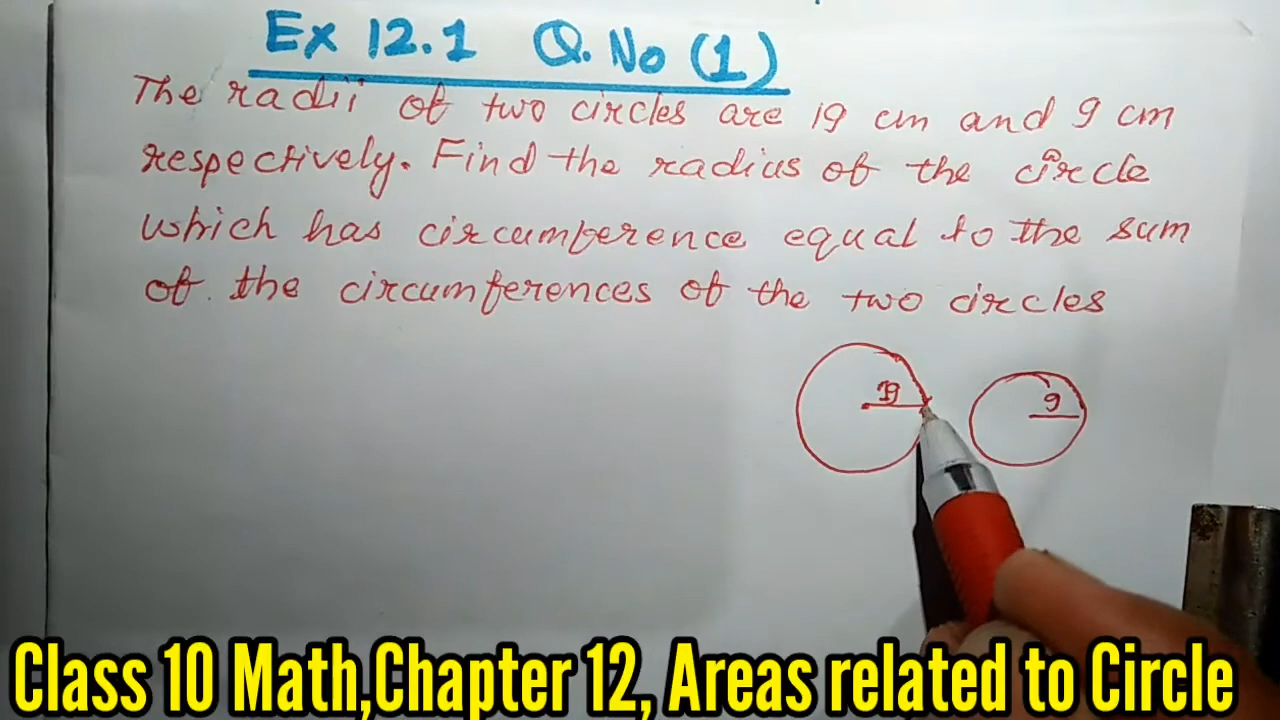 Ex 12.1 Q. No (1)
The radii of two circles are 19 cm and 9 cm
respectively. Find the radius of the circle
which has circumference equal to the sum
of the circumferences of the two circles
19
9
Class 10 Math,Chapter 12, Areas related to Circle